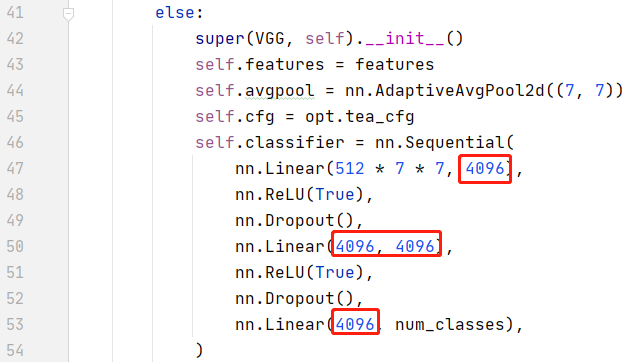 41 else:
42 super(VGG, self).__init__()
43 self.features = features
44 self.avgpool = nn.AdaptiveAvgPool2d((7, 7))
45 self.cfg = opt.tea_cfg
46 self.classifier = nn.Sequential(
47 nn.Linear(512 * 7 * 7, 4096),
48 nn.ReLU(True),
49 nn.Dropout(),
50 nn.Linear(4096, 4096),
51 nn.ReLU(True),
52 nn.Dropout(),
53 nn.Linear(4096, num_classes),
54 )